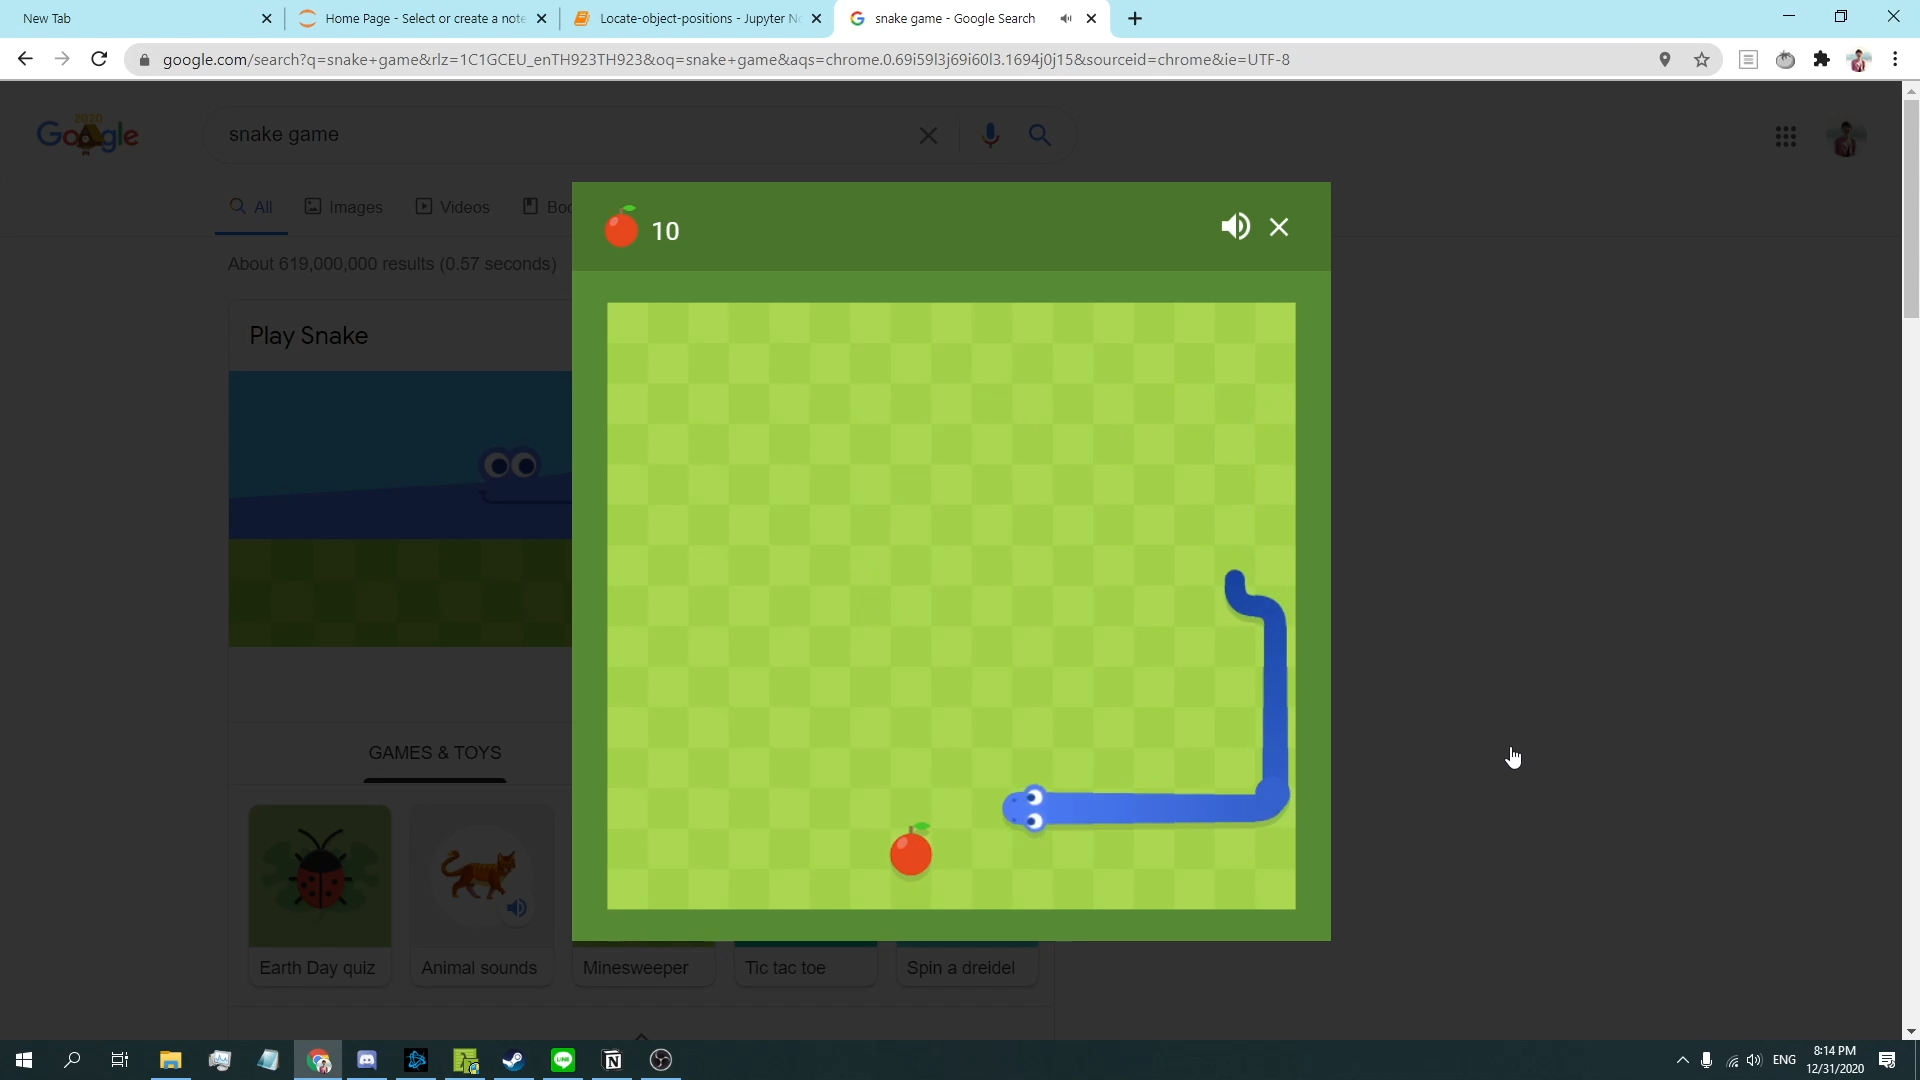 New Tab
Home Page - Select or create a note
Locate-object-positions - Jupyter No
snake game - Google Search
google.com/search?q=snake+game&rlz=1C1GCEU_enTH923TH923&oq=snake+game&aqs=chrome.0.69i59l3j69i60l3.1694j0j15&sourceid=chrome&ie=UTF-8
2020
Google
snake game
All
Images
Videos
Boo
10
About 619,000,000 results (0.57 seconds)
Play Snake
GAMES & TOYS
Earth Day quiz
Animal sounds
Minesweeper
Tic tac toe
Spin a dreidel
LINE
ENG
8:14 PM
12/31/2020